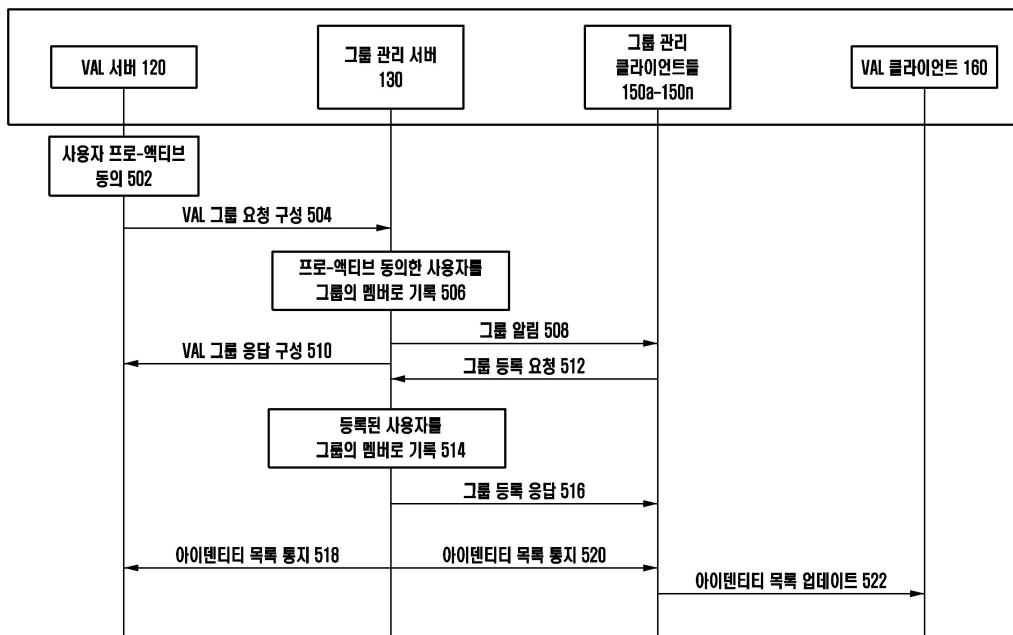 VAL 서버 120
그룹 관리 서버
130
그룹 관리
클라이언트들
150a-150n
VAL 클라이언트 160
사용자 프로-액티브
동의 502
VAL 그룹 요청 구성 504
프로-액티브 동의한 사용자를
그룹의 멤버로 기록 506
그룹 알림 508
VAL 그룹 응답 구성 510
그룹 등록 요청 512
등록된 사용자를
그룹의 멤버로 기록 514
그룹 등록 응답 516
아이덴티티 목록 통지 518
아이덴티티 목록 통지 520
아이덴티티 목록 업데이트 522